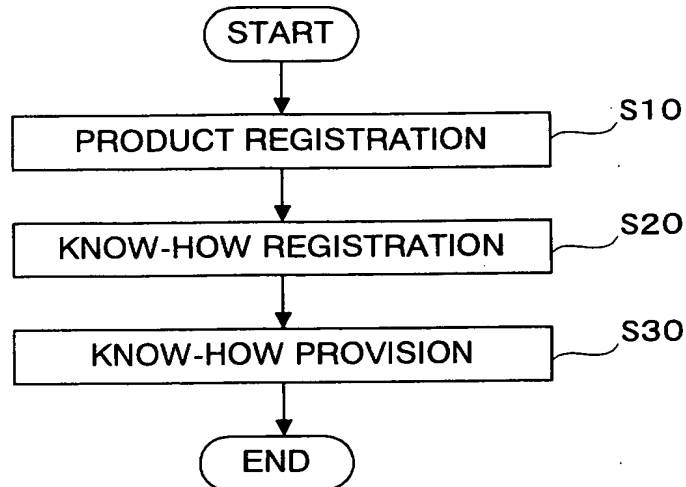 START
PRODUCT REGISTRATION
S10
KNOW-HOW REGISTRATION
S20
KNOW-HOW PROVISION
S30
END